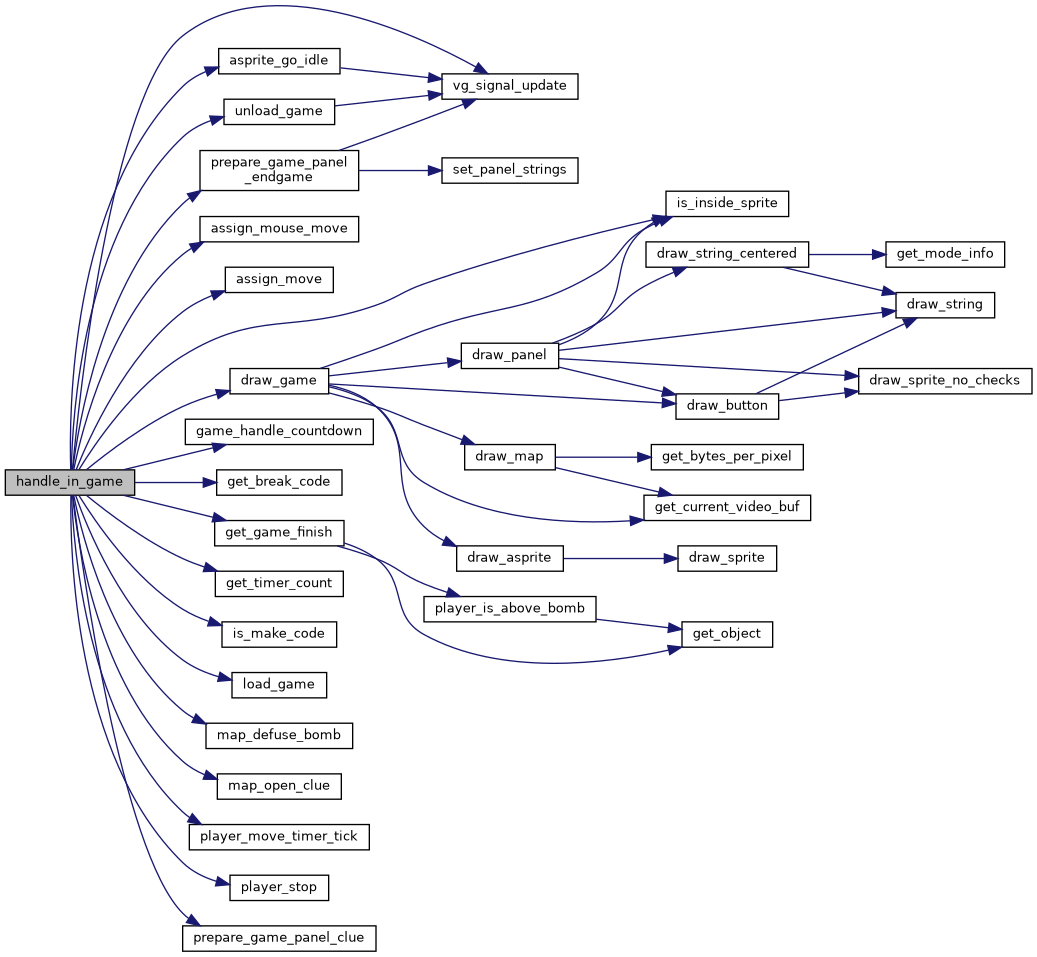 handle_in_game
asprite_go_idle
unload_game
prepare_game_panel
_endgame
assign_mouse_move
assign_move
draw_game
game_handle_countdown
get_break_code
get_game_finish
get_timer_count
is_make_code
load_game
map_defuse_bomb
map_open_clue
player_move_timer_tick
player_stop
prepare_game_panel_clue
vg_signal_update
set_panel_strings
draw_panel
draw_map
draw_asprite
player_is_above_bomb
is_inside_sprite
draw_string_centered
draw_button
get_bytes_per_pixel
get_current_video_buf
draw_sprite
get_object
get_mode_info
draw_string
draw_sprite_no_checks